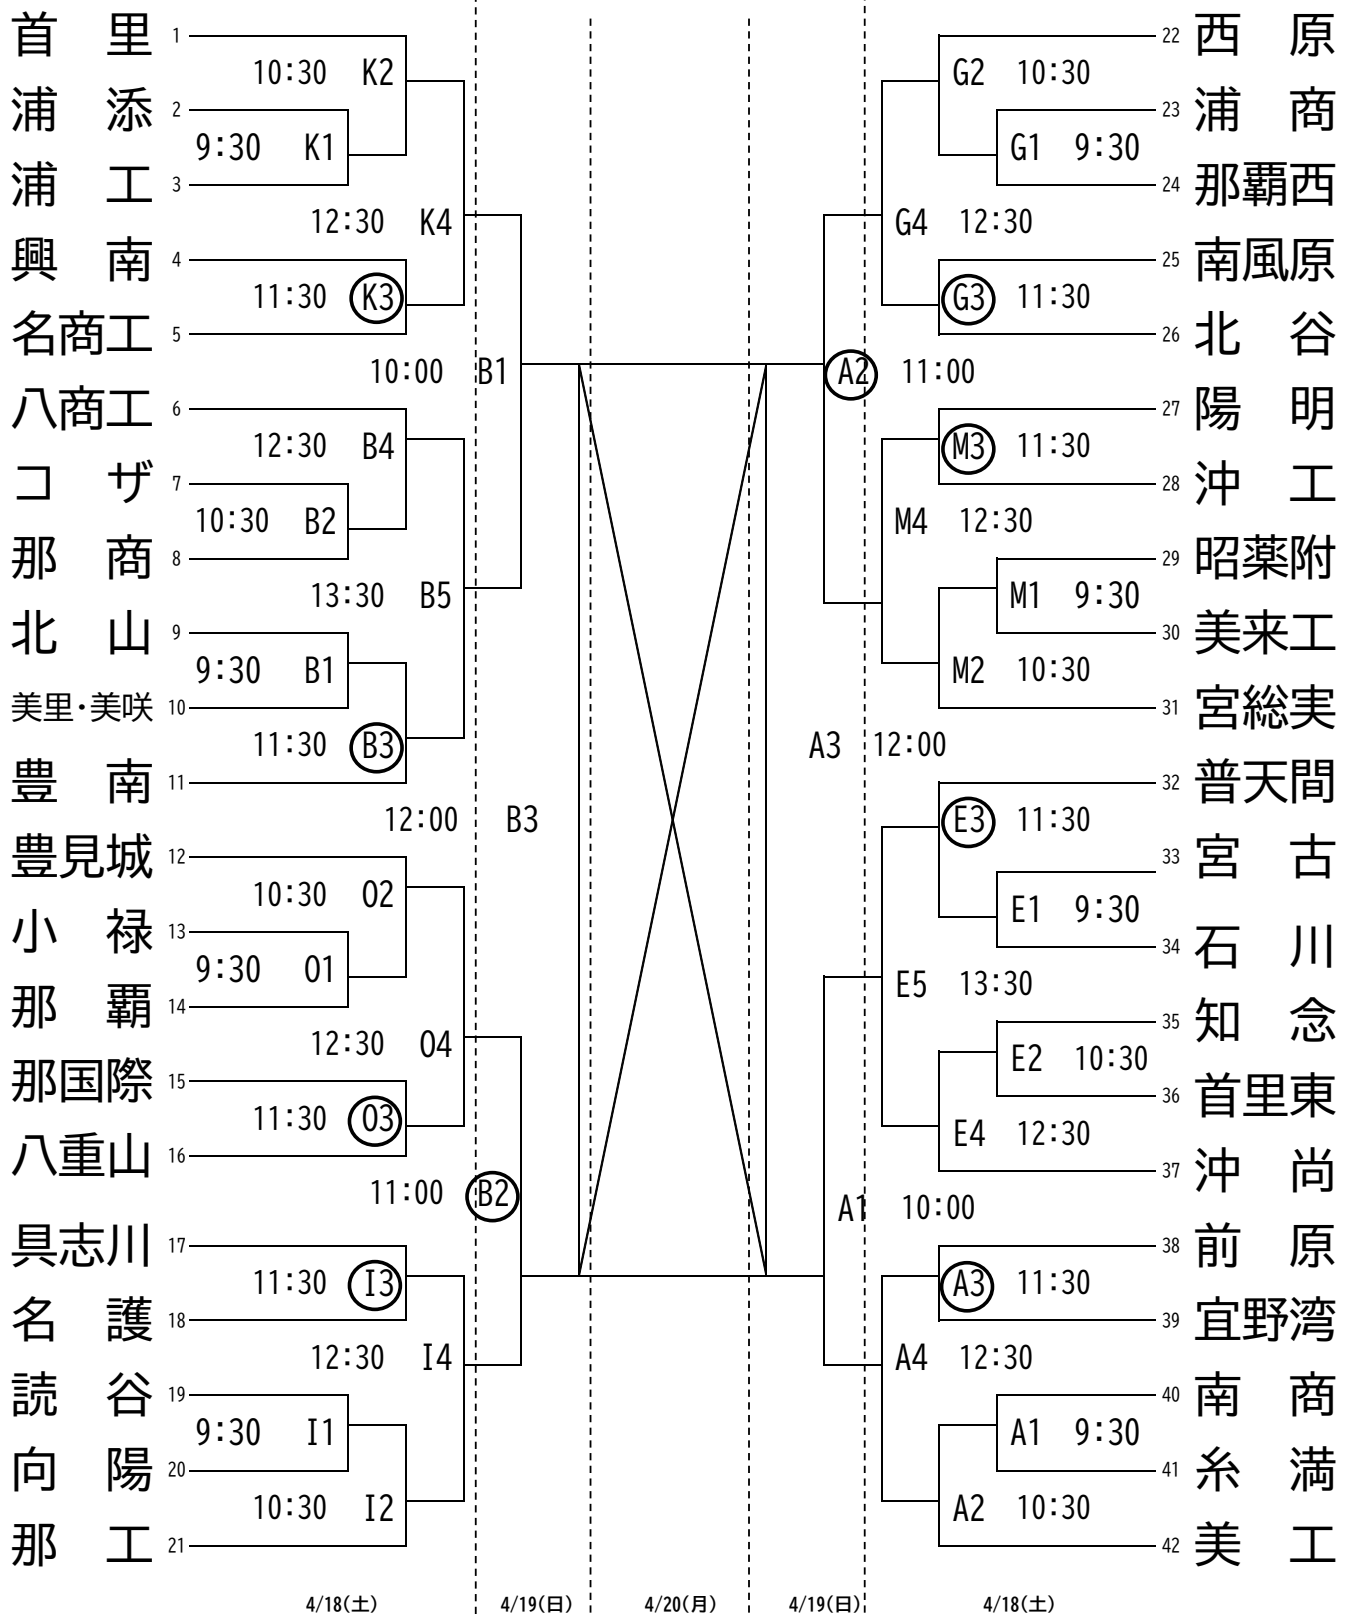 首　里 1
10:30 K2
浦　添 2
9:30 K1
浦　工 3
12:30 K4
興　南 4
11:30 K3
名商工 5
10:00 B1
八商工 6
12:30 B4
コ　ザ 7
10:30 B2
那　商 8
13:30 B5
北　山 9
9:30 B1
美里・美咲 10
11:30 B3
豊　南 11
12:00 B3
豊見城 12
10:30 O2
小　禄 13
9:30 O1
那　覇 14
12:30 O4
那国際 15
11:30 O3
八重山 16
11:00 B2
具志川 17
11:30 I3
名　護 18
12:30 I4
読　谷 19
9:30 I1
向　陽 20
10:30 I2
那　工 21
22 西　原
G2 10:30
23 浦　商
G1 9:30
24 那覇西
G4 12:30
25 南風原
G3 11:30
26 北　谷
A2 11:00
27 陽　明
M3 11:30
28 沖　工
M4 12:30
29 昭薬附
M1 9:30
30 美来工
M2 10:30
31 宮総実
A3 12:00
32 普天間
E3 11:30
33 宮　古
E1 9:30
34 石　川
E5 13:30
35 知　念
E2 10:30
36 首里東
E4 12:30
37 沖　尚
A1 10:00
38 前　原
A3 11:30
39 宜野湾
A4 12:30
40 南　商
A1 9:30
41 糸　満
A2 10:30
42 美　工
4/18(土) 4/19(日) 4/20(月) 4/19(日) 4/18(土)